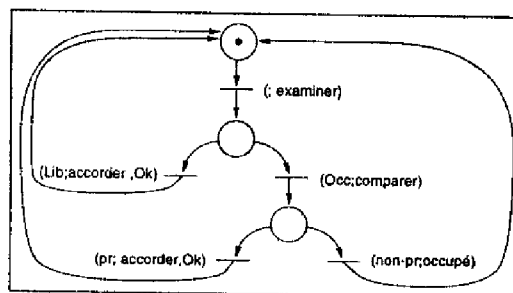 (; examiner)
(Lib;accorder ,Ok)
(Occ;comparer)
(pr; accorder,Ok)
(non-pr;occupé)